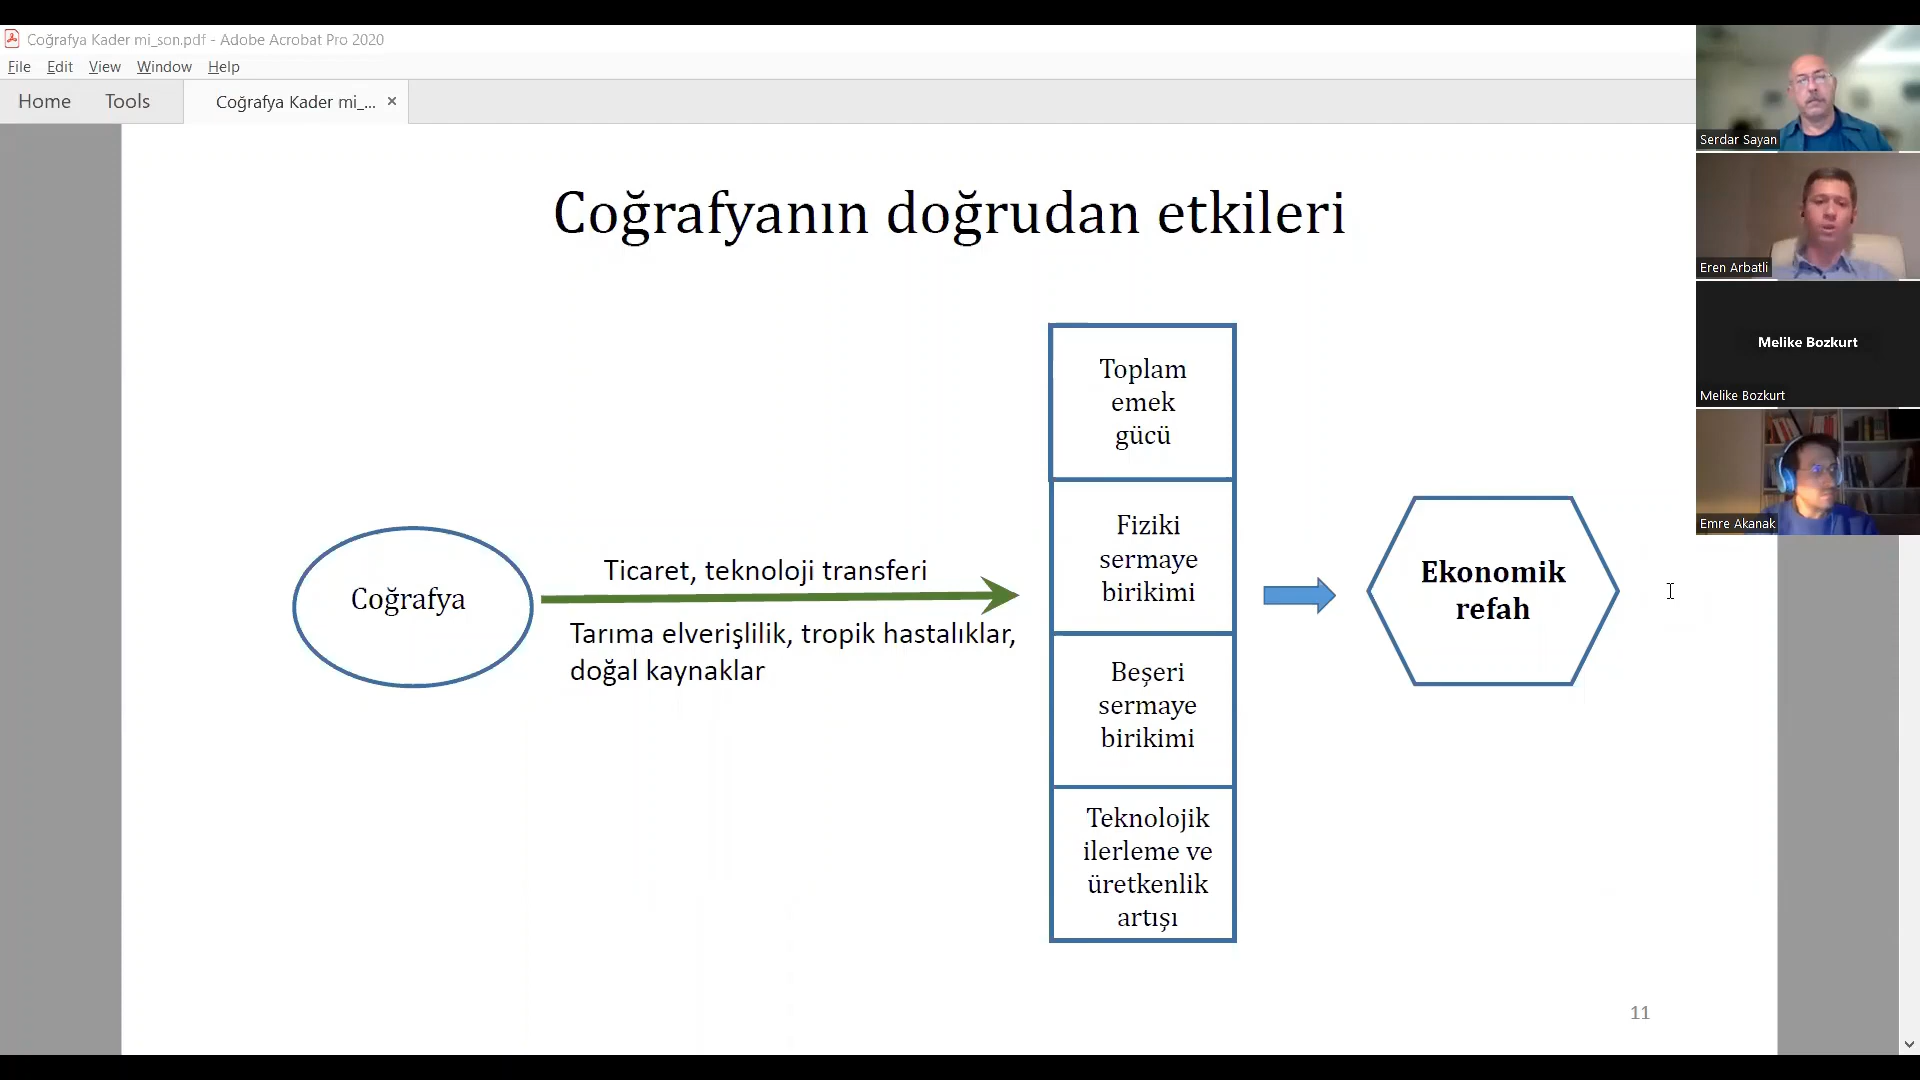 Coğrafya Kader mi_son.pdf - Adobe Acrobat Pro 2020
File Edit View Window Help
Home Tools Coğrafya Kader mi_... ×
Coğrafyanın doğrudan etkileri
Coğrafya
Ticaret, teknoloji transferi
Tarıma elverişlilik, tropik hastalıklar,
doğal kaynaklar
Toplam
emek
gücü
Fiziki
sermaye
birikimi
Beşeri
sermaye
birikimi
Teknolojik
ilerleme ve
üretkenlik
artışı
Ekonomik
refah
11
Serdar Sayan
Eren Arbatli
Melike Bozkurt
Melike Bozkurt
Emre Akanak